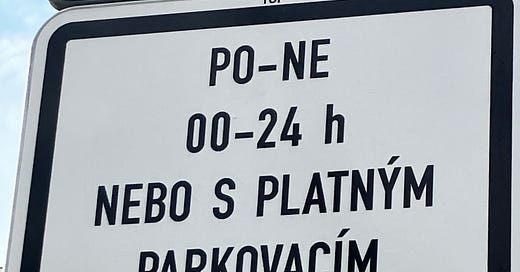 PO-NE
00-24 h
NEBO S PLATNÝM
PARKOVACÍM